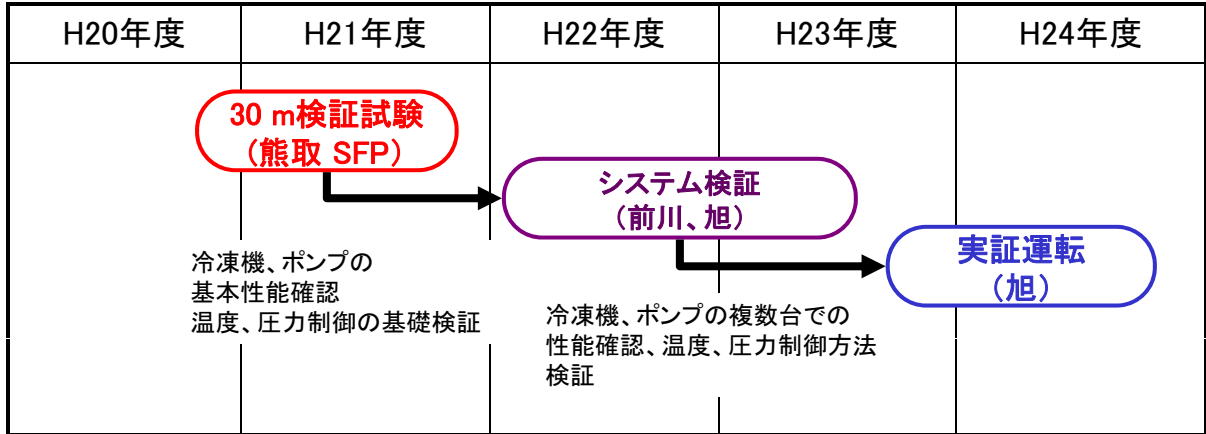 H20年度 H21年度 H22年度 H23年度 H24年度
30 m検証試験
(熊取 SFP)
システム検証
(前川、旭)
実証運転
(旭)
冷凍機、ポンプの
基本性能確認
温度、圧力制御の基礎検証
冷凍機、ポンプの複数台での
性能確認、温度、圧力制御方法
検証